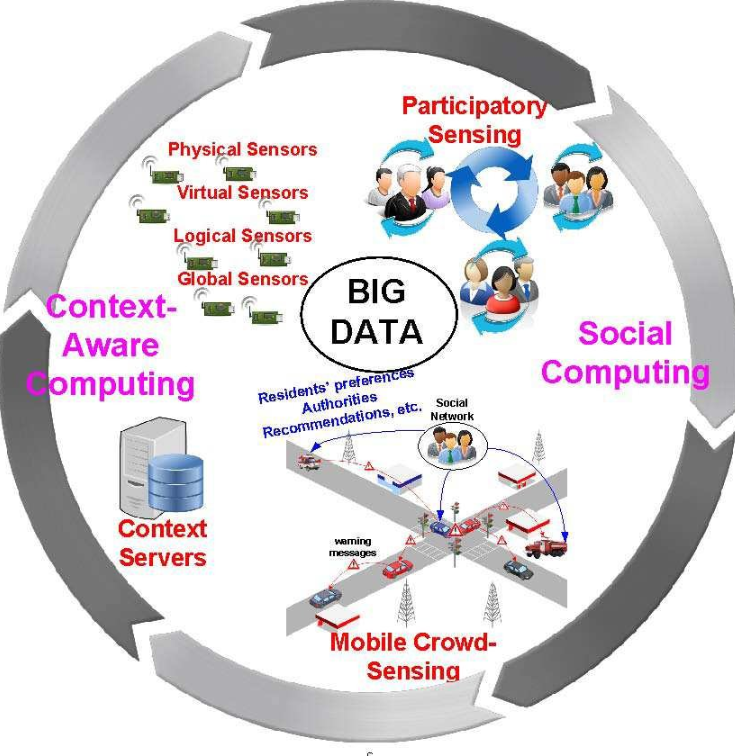 Participatory
Sensing
Physical Sensors
Virtual Sensors
Logical Sensors
Global Sensors
BIG
DATA
Context-
Aware
Computing
Social
Computing
Residents' preferences
Authorities
Recommendations, etc.
Social
Network
Context
Servers
warning
messages
Mobile Crowd-
Sensing